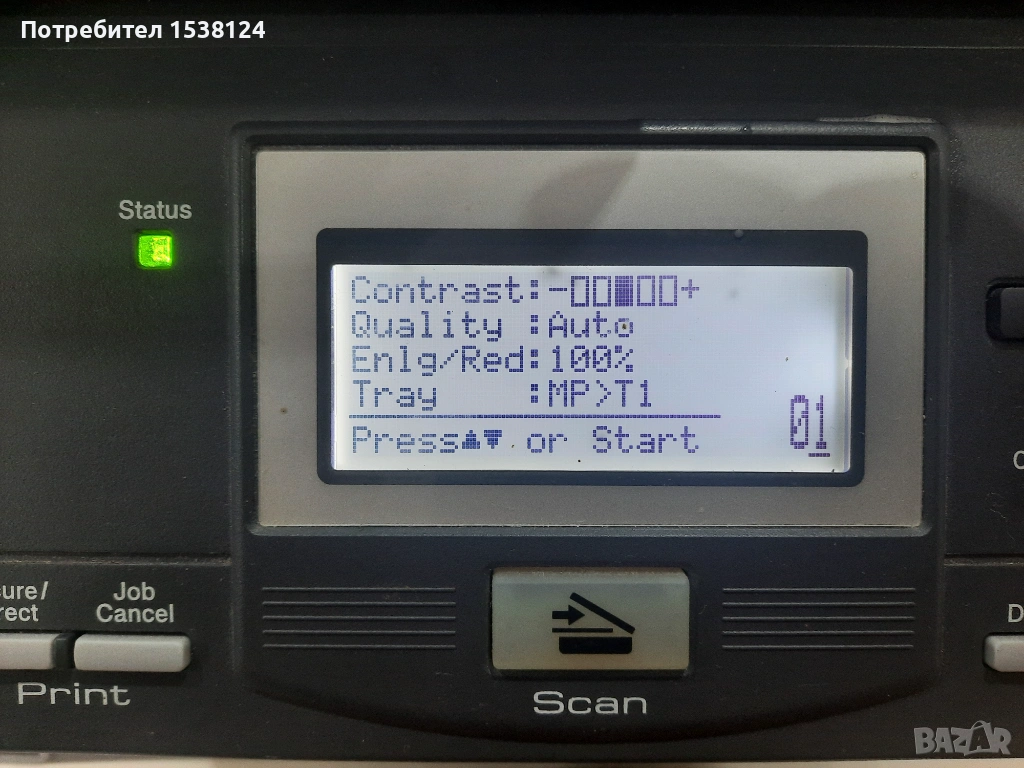 Потребител 1538124
Status
Contrast:-□□■□□+
Quality :Auto
Enlg/Red:100%
Tray :MP>T1
Press▲▼ or Start
01
Job
Cancel
Print
Scan
BAZAR